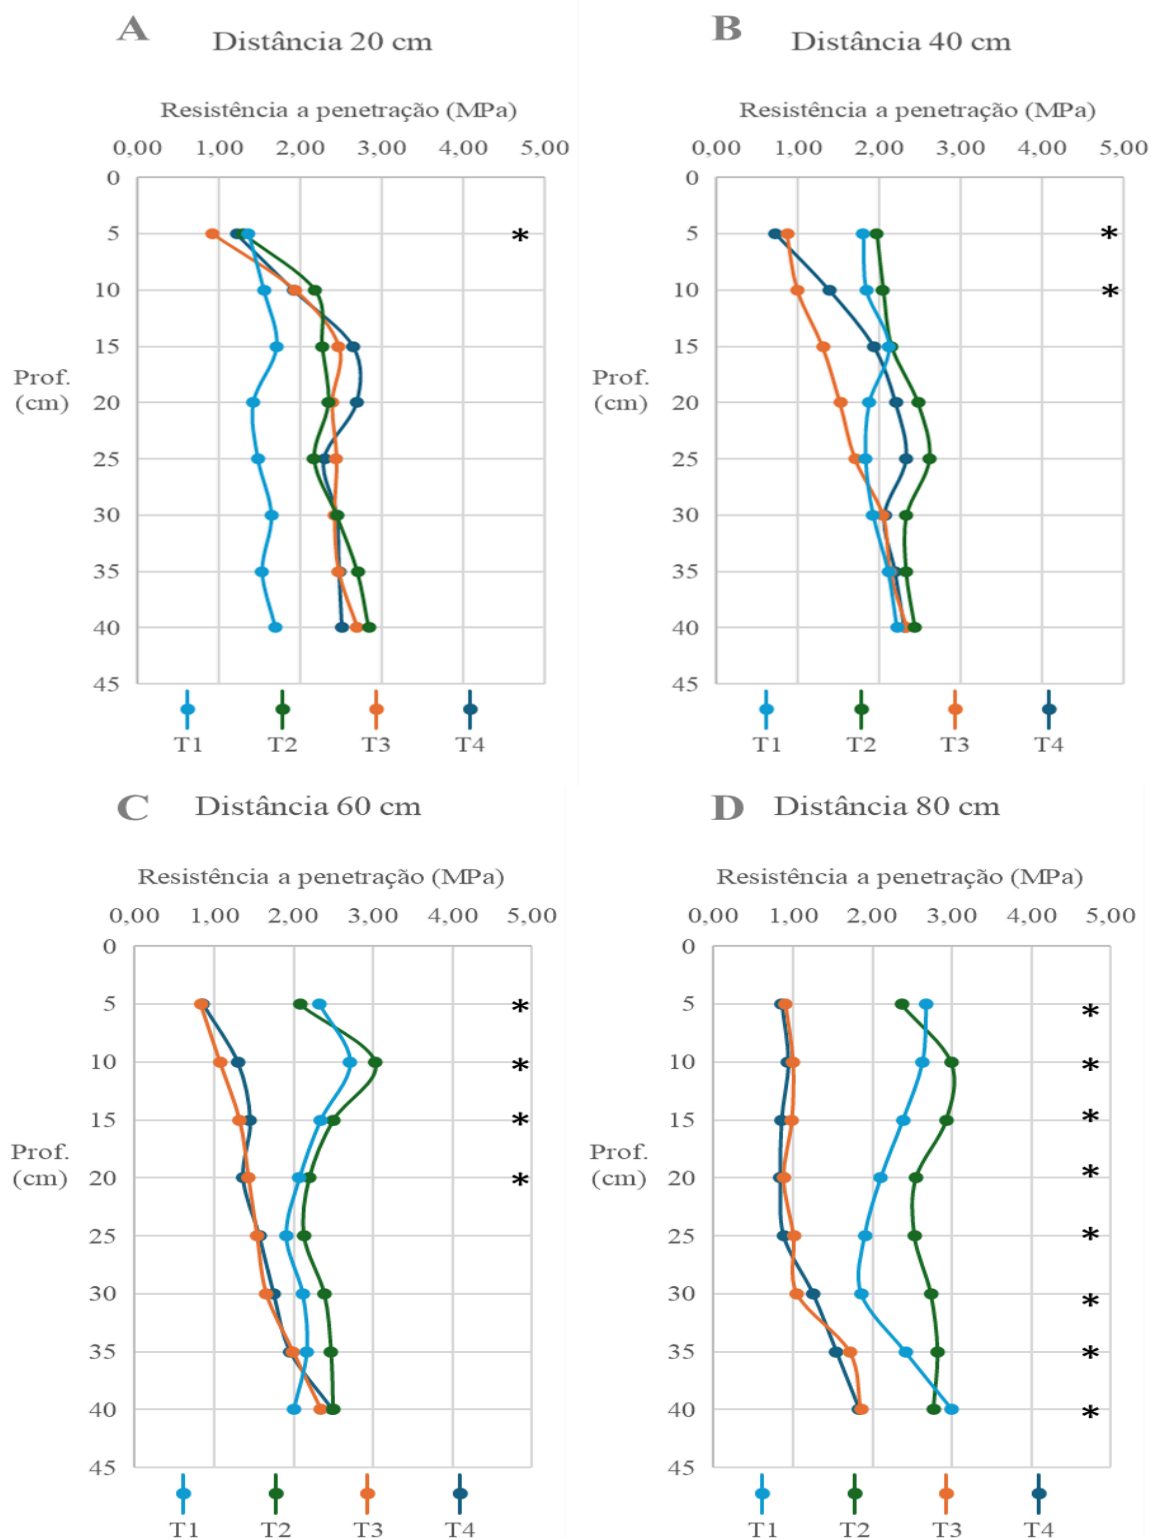 A Distância 20 cm
Resistência a penetração (MPa)
0,00 1,00 2,00 3,00 4,00 5,00
0
5 *
10
15
Prof.
(cm)
20
25
30
35
40
45
T1 T2 T3 T4
B Distância 40 cm
Resistência a penetração (MPa)
0,00 1,00 2,00 3,00 4,00 5,00
0
5 *
10 *
15
Prof.
(cm)
20
25
30
35
40
45
T1 T2 T3 T4
C Distância 60 cm
Resistência a penetração (MPa)
0,00 1,00 2,00 3,00 4,00 5,00
0
5 *
10 *
15 *
Prof.
(cm)
20 *
25
30
35
40
45
T1 T2 T3 T4
D Distância 80 cm
Resistência a penetração (MPa)
0,00 1,00 2,00 3,00 4,00 5,00
0
5 *
10 *
15 *
Prof.
(cm)
20 *
25 *
30 *
35 *
40 *
45
T1 T2 T3 T4